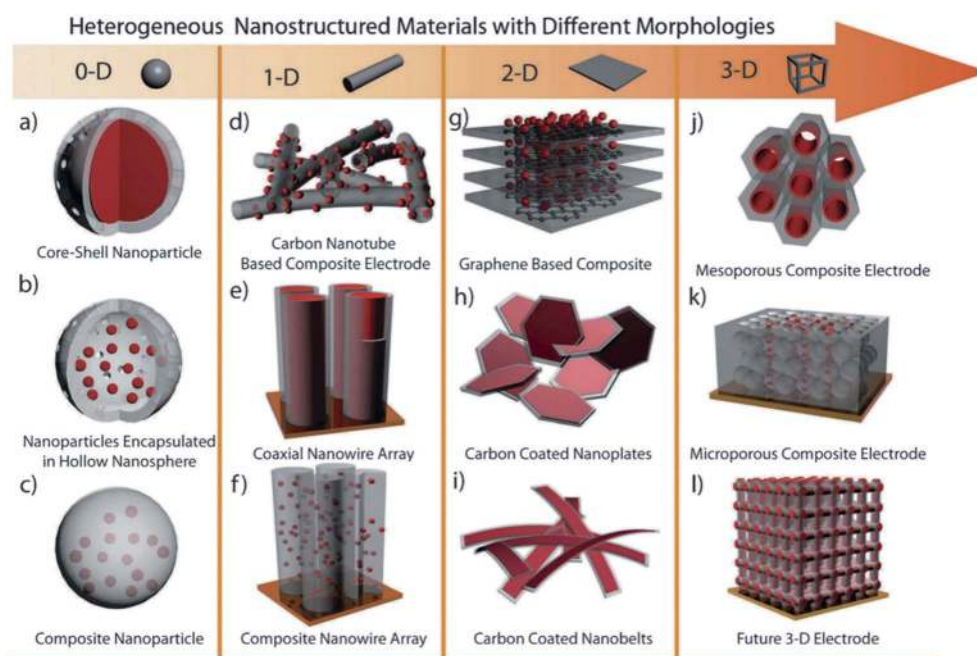 Heterogeneous Nanostructured Materials with Different Morphologies
0-D
1-D
2-D
3-D
a)
Core-Shell Nanoparticle
b)
Nanoparticles Encapsulated
in Hollow Nanosphere
c)
Composite Nanoparticle
d)
Carbon Nanotube
Based Composite Electrode
e)
Coaxial Nanowire Array
f)
Composite Nanowire Array
g)
Graphene Based Composite
h)
Carbon Coated Nanoplates
i)
Carbon Coated Nanobelts
j)
Mesoporous Composite Electrode
k)
Microporous Composite Electrode
l)
Future 3-D Electrode